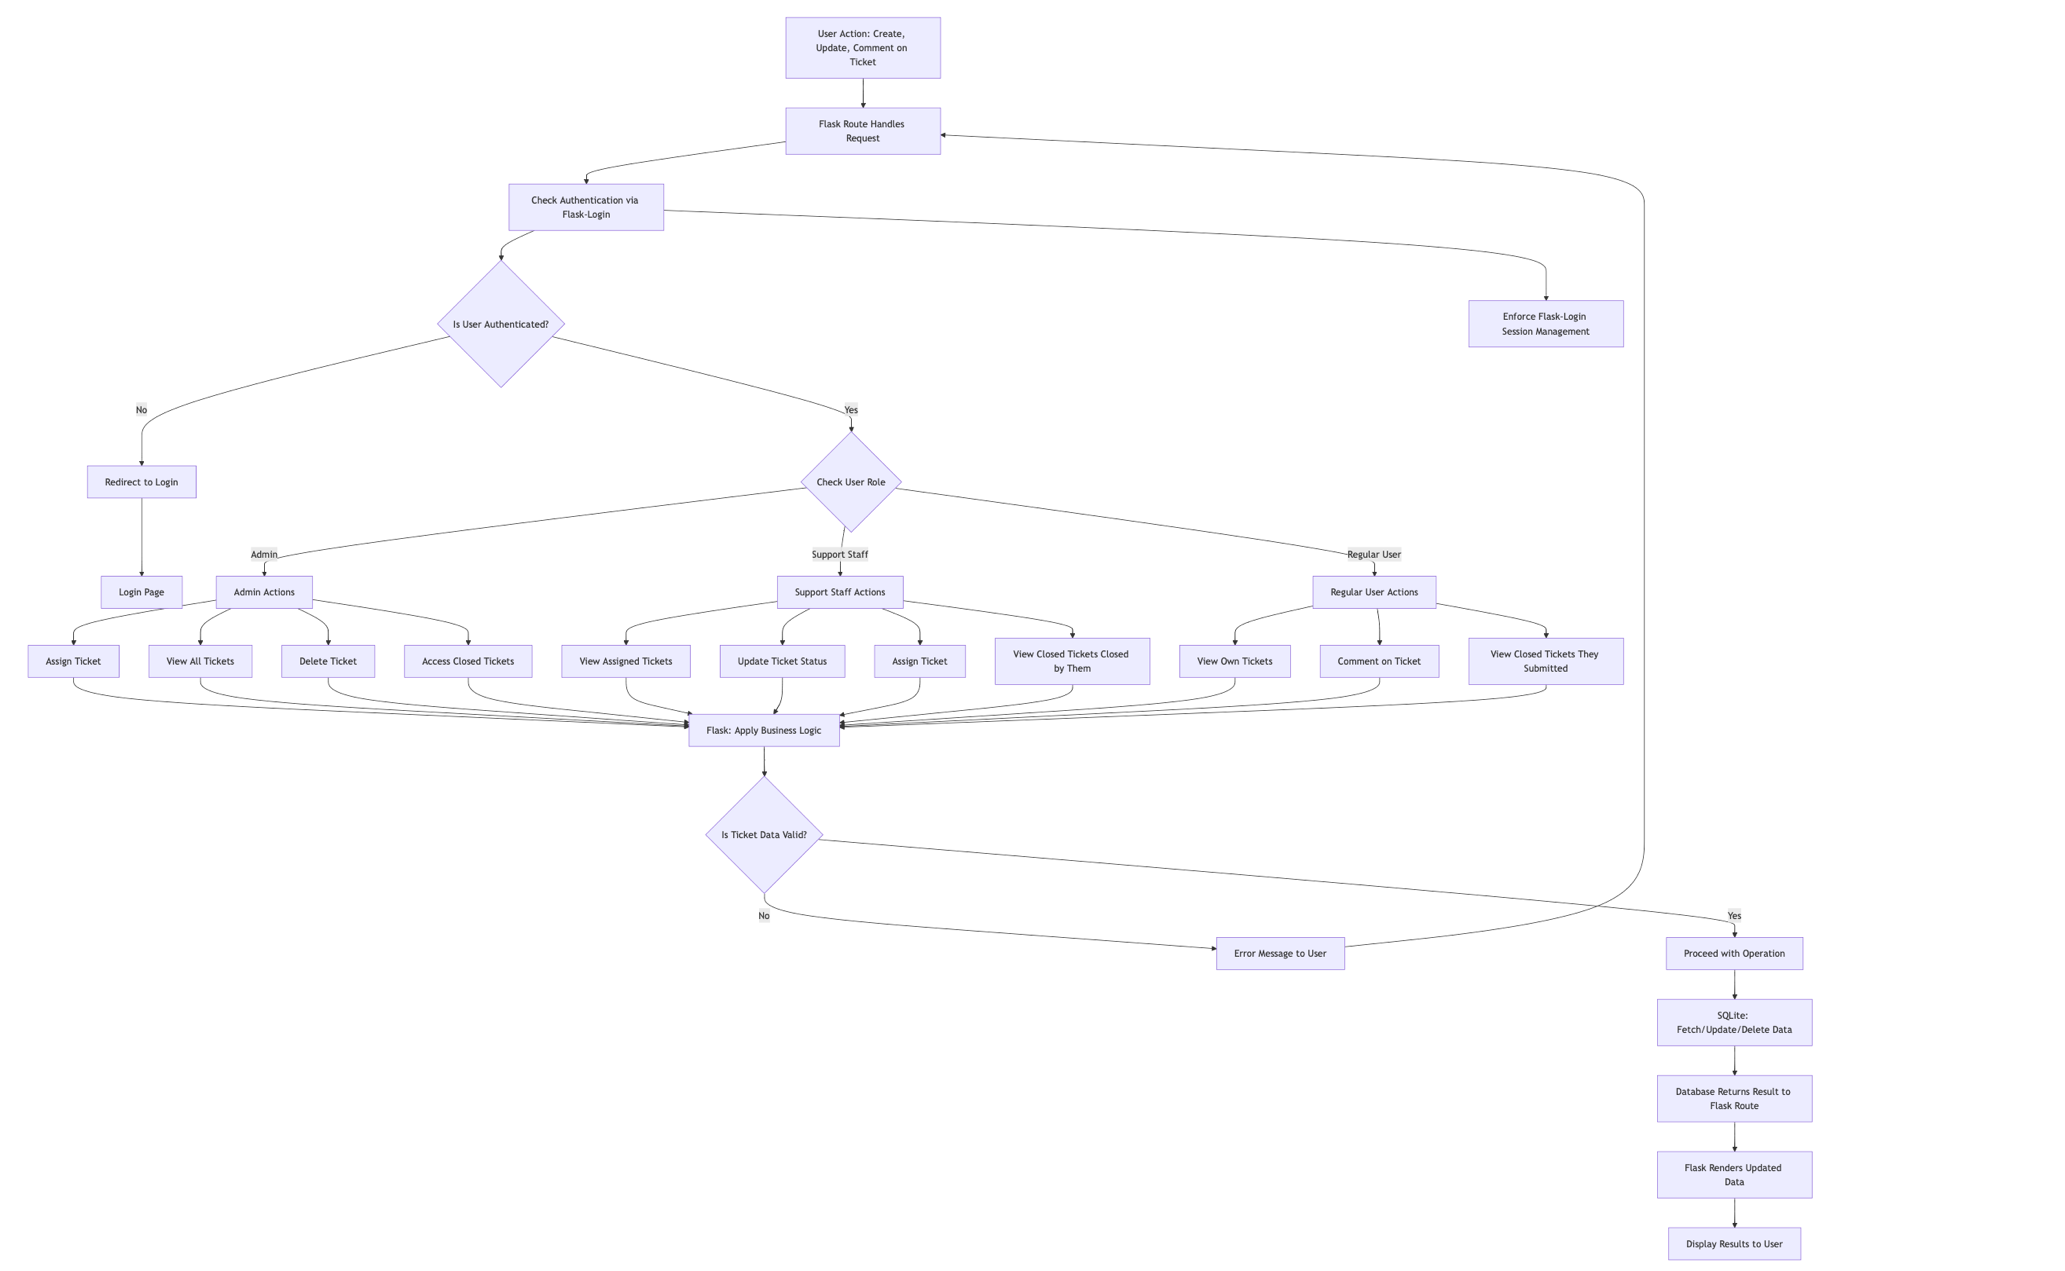 User Action: Create,
Update, Comment on
Ticket
Flask Route Handles
Request
Check Authentication via
Flask-Login
Is User Authenticated?
Enforce Flask-Login
Session Management
No
Yes
Redirect to Login
Check User Role
Admin
Support Staff
Regular User
Login Page
Admin Actions
Support Staff Actions
Regular User Actions
Assign Ticket
View All Tickets
Delete Ticket
Access Closed Tickets
View Assigned Tickets
Update Ticket Status
Assign Ticket
View Closed Tickets Closed
by Them
View Own Tickets
Comment on Ticket
View Closed Tickets They
Submitted
Flask: Apply Business Logic
Is Ticket Data Valid?
No
Yes
Error Message to User
Proceed with Operation
SQLite:
Fetch/Update/Delete Data
Database Returns Result to
Flask Route
Flask Renders Updated
Data
Display Results to User